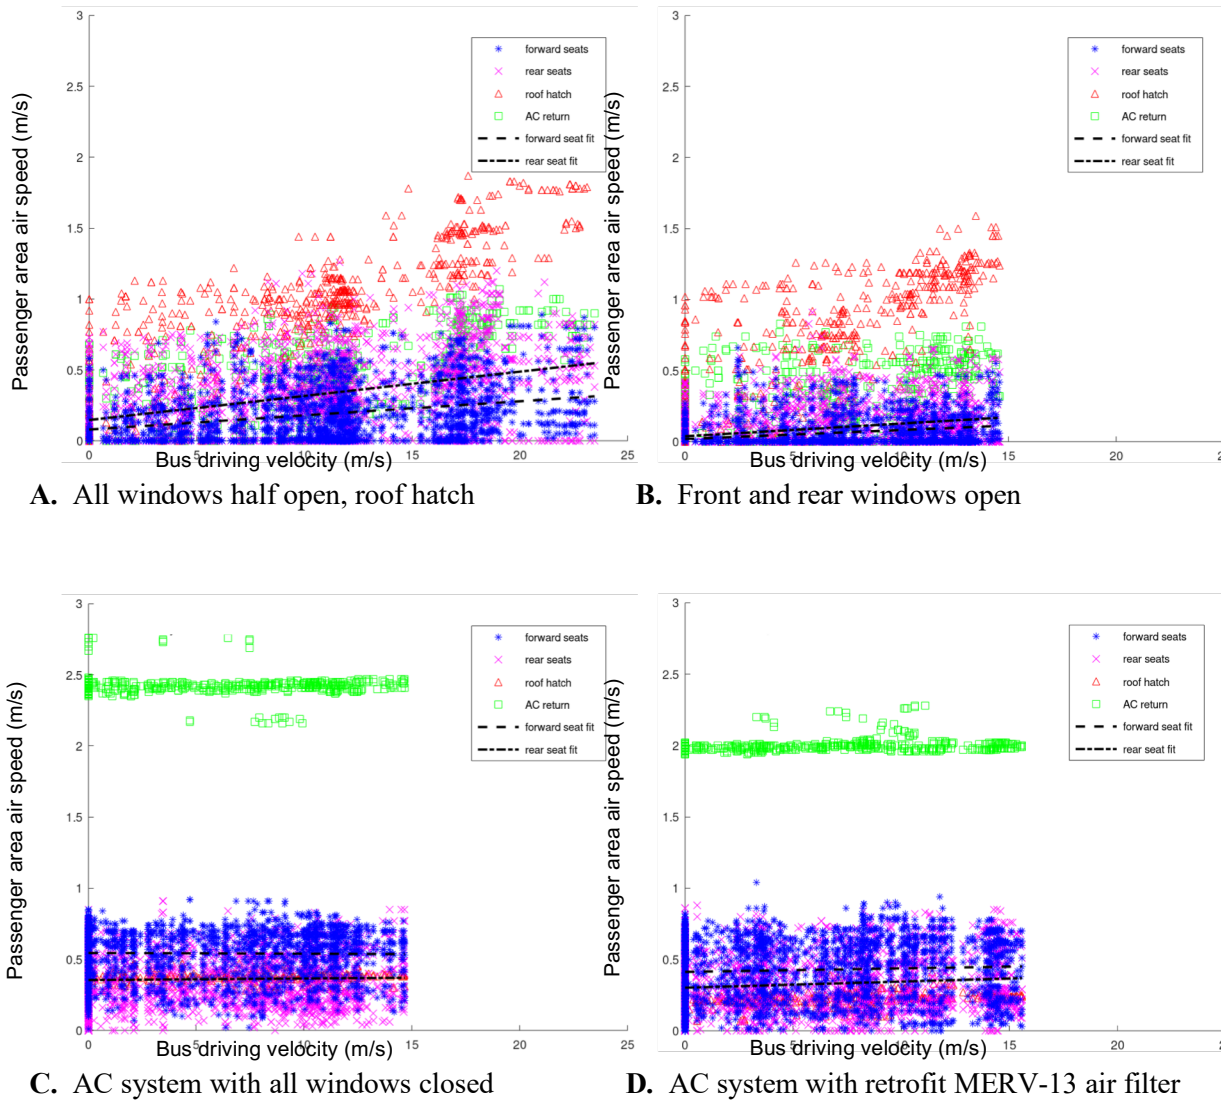 3
2.5
2
1.5
1
0.5
0
Passenger area air speed (m/s)
forward seats
rear seats
roof hatch
AC return
forward seat fit
rear seat fit
0 5 10 15 20 25
Bus driving velocity (m/s)
A. All windows half open, roof hatch
3
2.5
2
1.5
1
0.5
0
Passenger area air speed (m/s)
forward seats
rear seats
roof hatch
AC return
forward seat fit
rear seat fit
0 5 10 15 20 2
Bus driving velocity (m/s)
B. Front and rear windows open
3
2.5
2
1.5
1
0.5
0
Passenger area air speed (m/s)
forward seats
rear seats
roof hatch
AC return
forward seat fit
rear seat fit
0 5 10 15 20 25
Bus driving velocity (m/s)
C. AC system with all windows closed
3
2.5
2
1.5
1
0.5
0
Passenger area air speed (m/s)
forward seats
rear seats
roof hatch
AC return
forward seat fit
rear seat fit
0 5 10 15 20 2
Bus driving velocity (m/s)
D. AC system with retrofit MERV-13 air filter